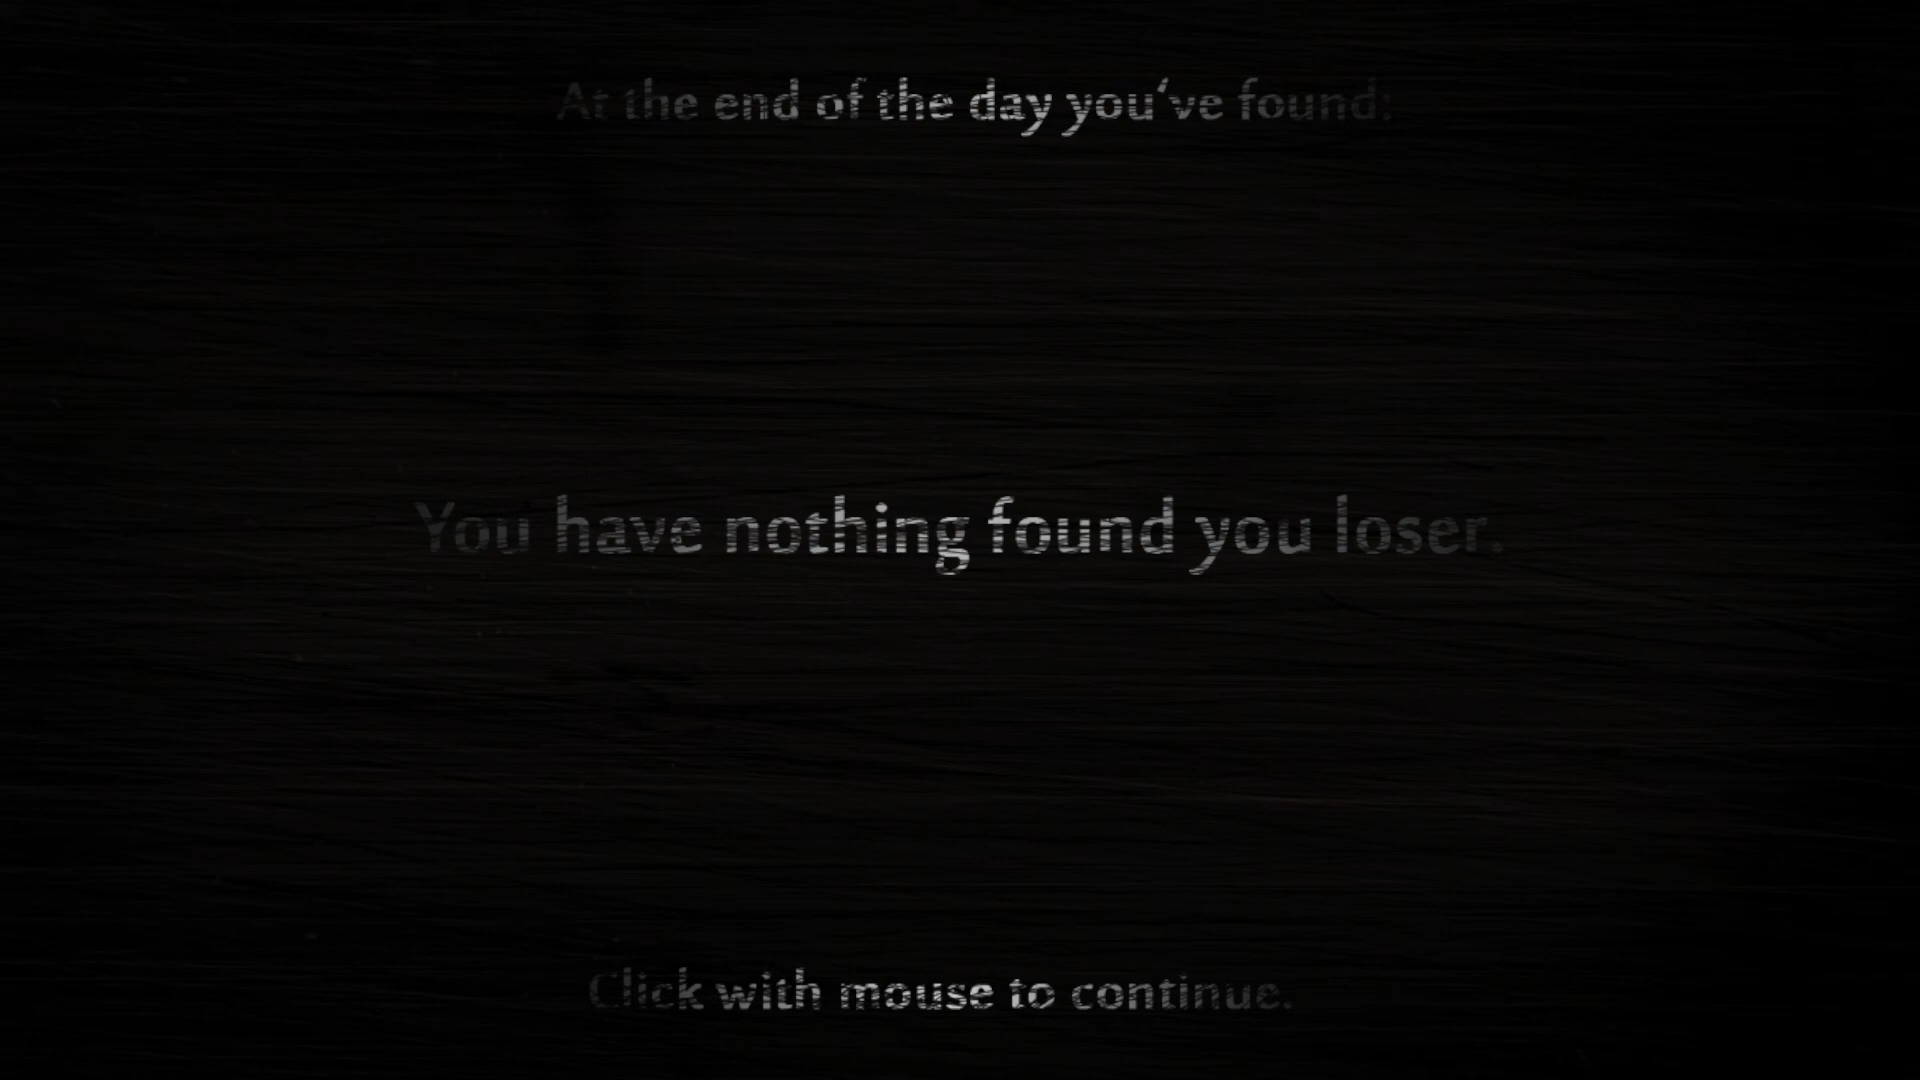 At the end of the day you‘ve found:
You have nothing found you loser.
Click with mouse to continue.